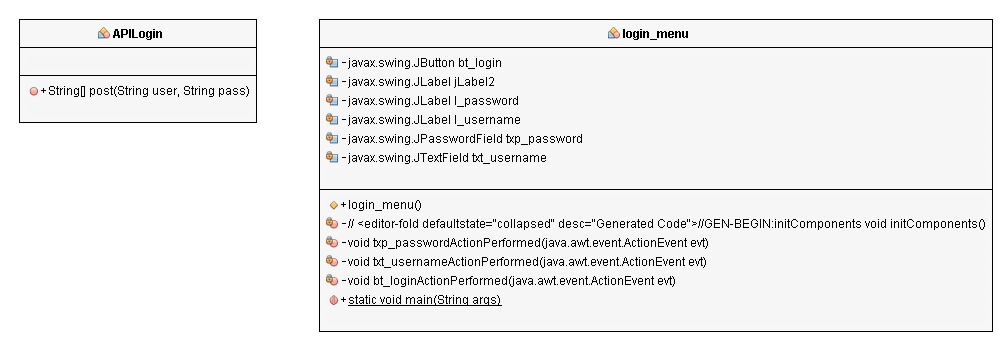 APILogin
+String[] post(String user, String pass)
login_menu
-javax.swing.JButton bt_login
-javax.swing.JLabel jLabel2
-javax.swing.JLabel l_password
-javax.swing.JLabel l_username
-javax.swing.JPasswordField txp_password
-javax.swing.JTextField txt_username
+login_menu()
-// <editor-fold defaultstate="collapsed" desc="Generated Code">//GEN-BEGIN:initComponents void initComponents()
-void txp_passwordActionPerformed(java.awt.event.ActionEvent evt)
-void txt_usernameActionPerformed(java.awt.event.ActionEvent evt)
-void bt_loginActionPerformed(java.awt.event.ActionEvent evt)
+static void main(String args)